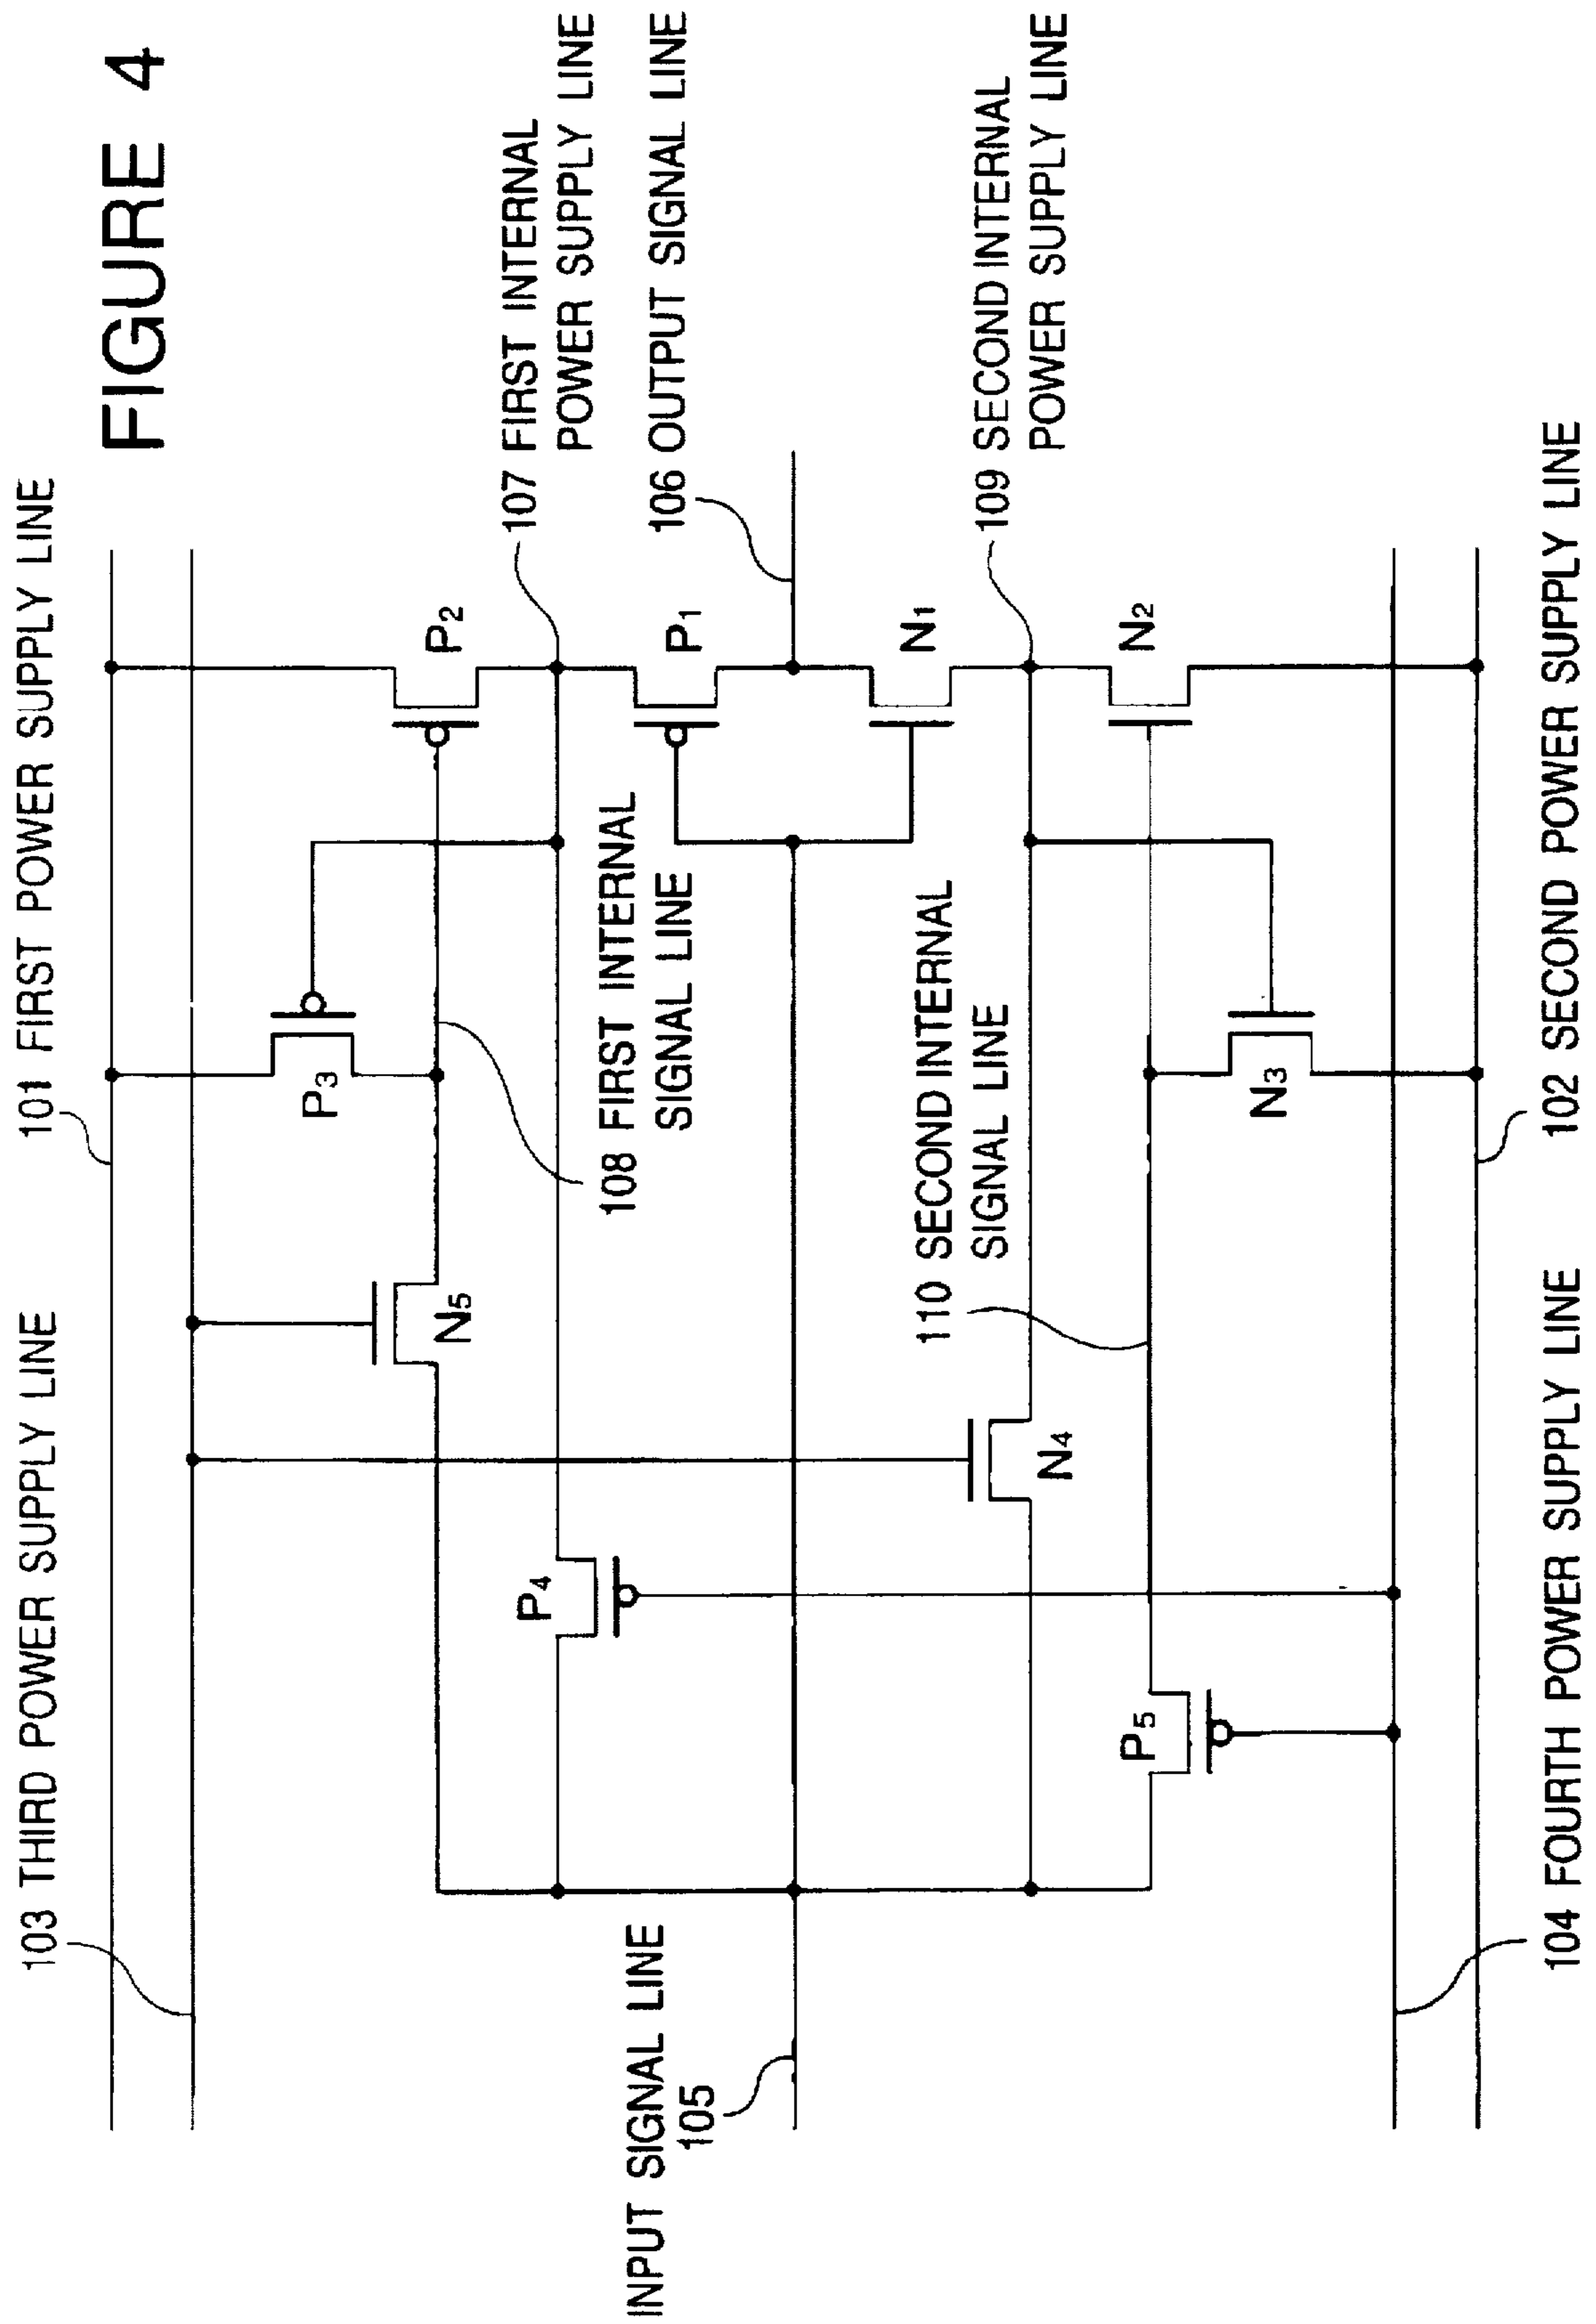 FIGURE 4
103 THIRD POWER SUPPLY LINE
101 FIRST POWER SUPPLY LINE
P3
P2
N5
107 FIRST INTERNAL
POWER SUPPLY LINE
P4
108 FIRST INTERNAL
SIGNAL LINE
P1
106 OUTPUT SIGNAL LINE
INPUT SIGNAL LINE
105
N1
110 SECOND INTERNAL
SIGNAL LINE
109 SECOND INTERNAL
POWER SUPPLY LINE
N4
P5
N2
N3
104 FOURTH POWER SUPPLY LINE
102 SECOND POWER SUPPLY LINE